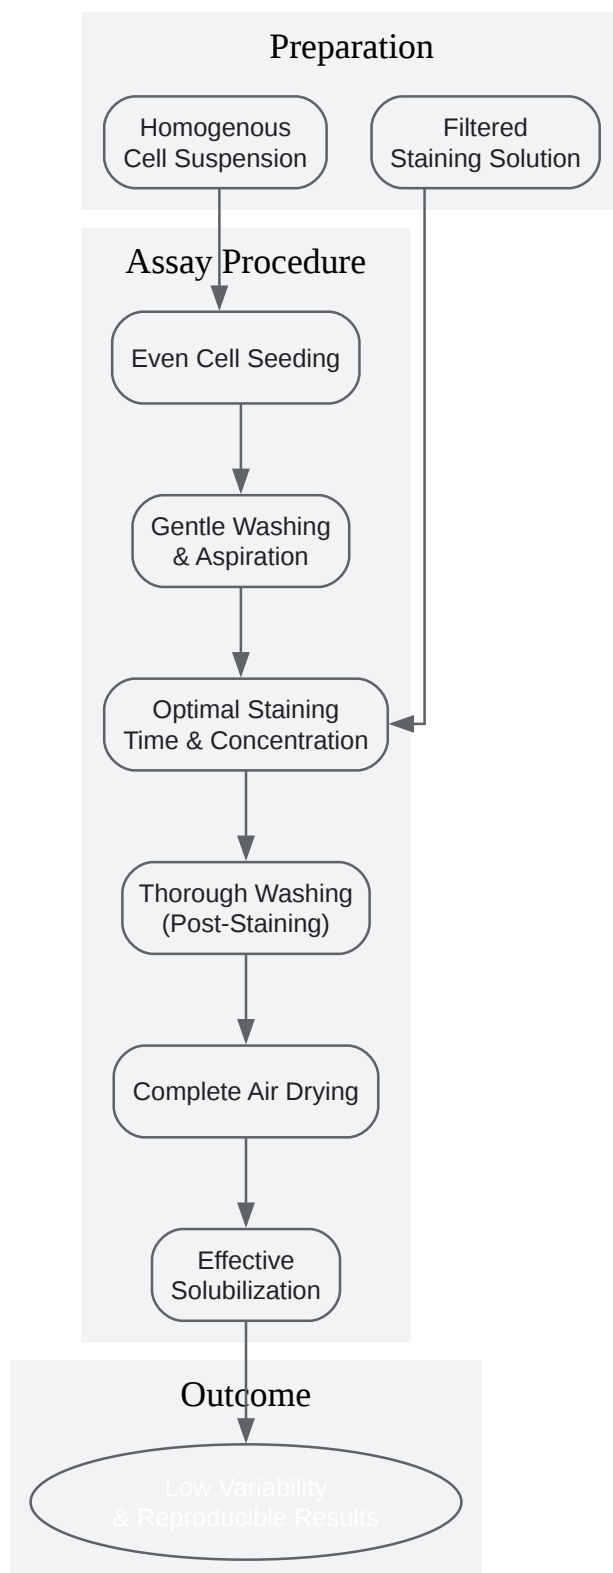 Preparation
Homogenous
Cell Suspension
Filtered
Staining Solution
Assay Procedure
Even Cell Seeding
Gentle Washing
& Aspiration
Optimal Staining
Time & Concentration
Thorough Washing
(Post-Staining)
Complete Air Drying
Effective
Solubilization
Outcome
Low Variability
& Reproducible Results